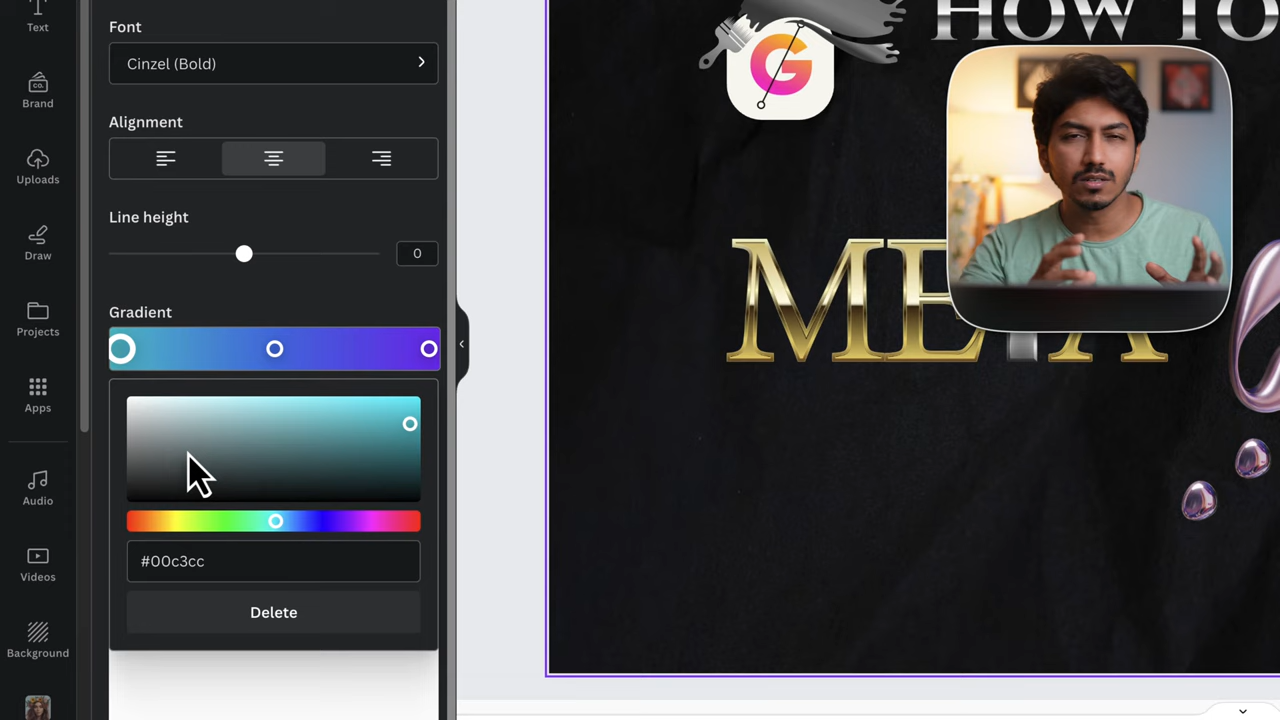 Text
Brand
Uploads
Draw
Projects
Apps
Audio
Videos
Background
Font
Cinzel (Bold)
Alignment
Line height
0
Gradient
#00c3cc
Delete
HOW TO
G
META